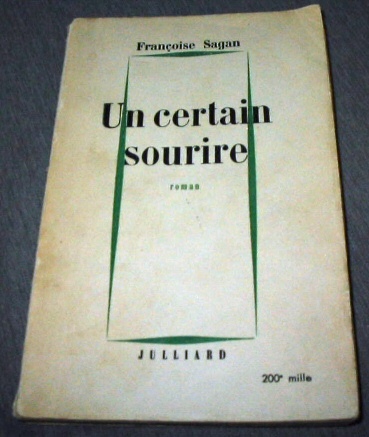 Françoise Sagan
Un certain
sourire
roman
JULLIARD
200e mille